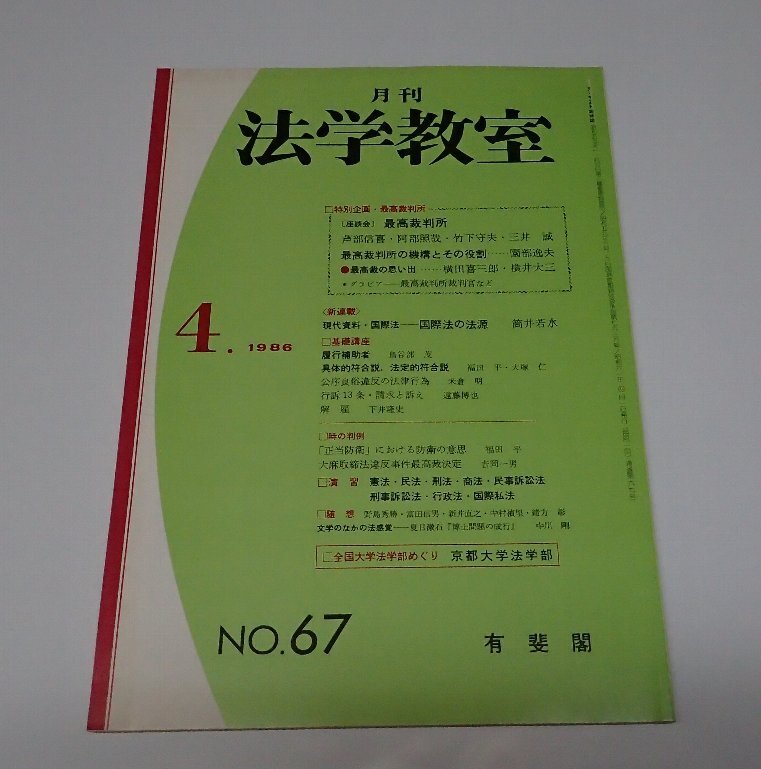 月刊
法学教室
4. 1986
□特別企画・最高裁判所
〔座談会〕最高裁判所
芦部信喜・阿部照哉・竹下守夫・三井 誠
最高裁判所の機構とその役割……園部逸夫
●最高裁の思い出……横田喜三郎・横井大三
●グラビア――最高裁判所裁判官など
〈新連載〉
現代資料・国際法――国際法の法源 筒井若水
□基礎講座
履行補助者 鳥谷部 茂
具体的符合説，法定的符合説 福田 平・大塚 仁
公序良俗違反の法律行為 米倉 明
行訴13条・請求と訴え 遠藤博也
解雇 下井隆史
□時の判例
「正当防衛」における防衛の意思 福田 平
大麻取締法違反事件最高裁決定 吉岡一男
□演習 憲法・民法・刑法・商法・民事訴訟法
刑事訴訟法・行政法・国際私法
□随想
文学のなかの法感覚――夏目漱石『博士問題の成行』
□全国大学法学部めぐり 京都大学法学部
NO.67
有斐閣